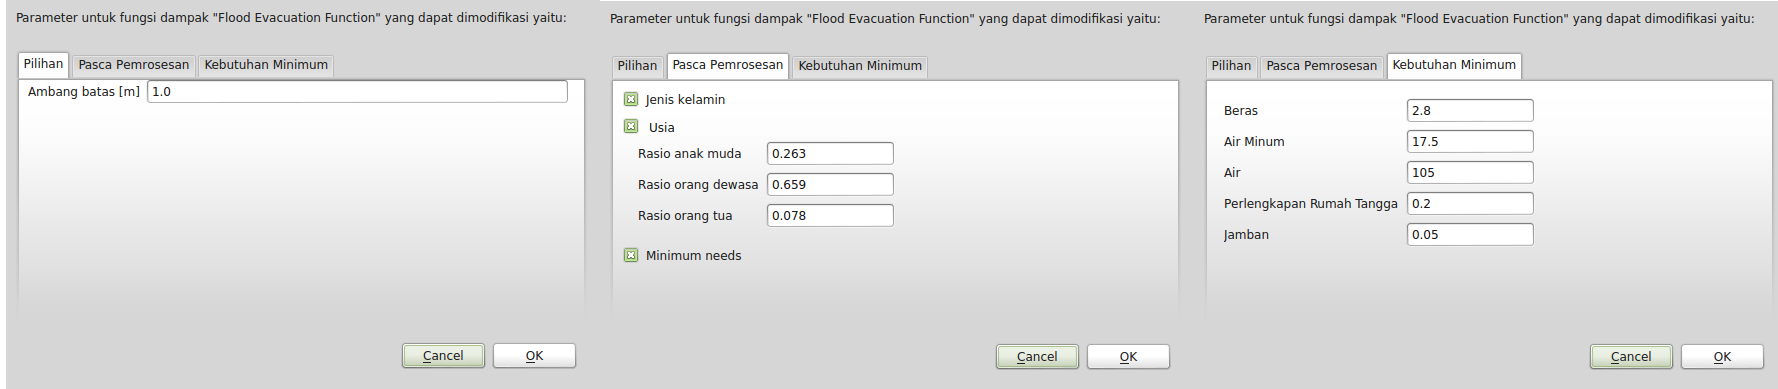 Parameter untuk fungsi dampak "Flood Evacuation Function" yang dapat dimodifikasi yaitu:
Pilihan Pasca Pemrosesan Kebutuhan Minimum
Ambang batas [m] 1.0
Cancel OK
Parameter untuk fungsi dampak "Flood Evacuation Function" yang dapat dimodifikasi yaitu:
Pilihan Pasca Pemrosesan Kebutuhan Minimum
Jenis kelamin
Usia
Rasio anak muda 0.263
Rasio orang dewasa 0.659
Rasio orang tua 0.078
Minimum needs
Cancel OK
Parameter untuk fungsi dampak "Flood Evacuation Function" yang dapat dimodifikasi yaitu:
Pilihan Pasca Pemrosesan Kebutuhan Minimum
Beras 2.8
Air Minum 17.5
Air 105
Perlengkapan Rumah Tangga 0.2
Jamban 0.05
Cancel OK